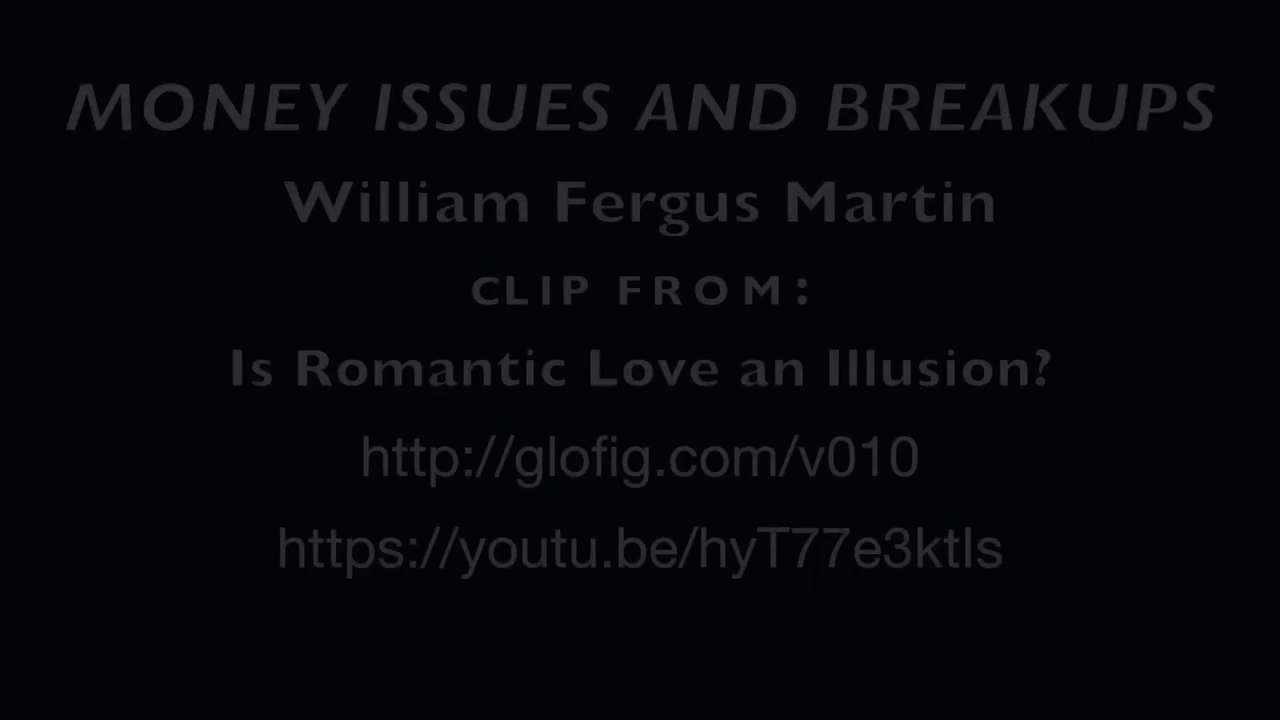 MONEY ISSUES AND BREAKUPS
William Fergus Martin
CLIP FROM:
Is Romantic Love an Illusion?
http://glofig.com/v010
https://youtu.be/hyT77e3ktls